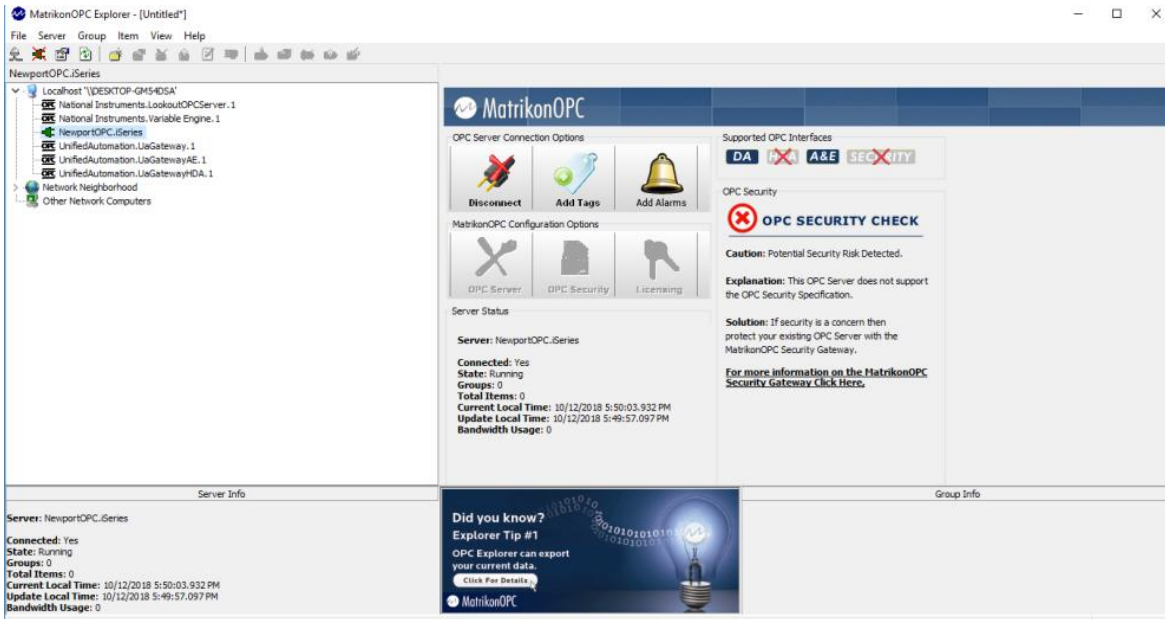 MatrikonOPC Explorer - [Untitled*]
File Server Group Item View Help
NewportOPC.iSeries
Localhost '\\DESKTOP-GM54DSA'
National Instruments.LookoutOPCServer.1
National Instruments.Variable Engine.1
NewportOPC.iSeries
UnifiedAutomation.UaGateway.1
UnifiedAutomation.UaGatewayAE.1
UnifiedAutomation.UaGatewayHDA.1
Network Neighborhood
Other Network Computers
MatrikonOPC
OPC Server Connection Options
Disconnect Add Tags Add Alarms
MatrikonOPC Configuration Options
OPC Server OPC Security Licensing
Server Status
Server: NewportOPC.iSeries
Connected: Yes
State: Running
Groups: 0
Total Items: 0
Current Local Time: 10/12/2018 5:50:03.932 PM
Update Local Time: 10/12/2018 5:49:57.097 PM
Bandwidth Usage: 0
Supported OPC Interfaces
DA HDA A&E SECURITY
OPC Security
OPC SECURITY CHECK
Caution: Potential Security Risk Detected.
Explanation: This OPC Server does not support
the OPC Security Specification.
Solution: If security is a concern then
protect your existing OPC Server with the
MatrikonOPC Security Gateway.
For more information on the MatrikonOPC
Security Gateway Click Here.
Server Info
Server: NewportOPC.iSeries
Connected: Yes
State: Running
Groups: 0
Total Items: 0
Current Local Time: 10/12/2018 5:50:03.932 PM
Update Local Time: 10/12/2018 5:49:57.097 PM
Bandwidth Usage: 0
Did you know?
Explorer Tip #1
OPC Explorer can export
your current data.
Click For Details
MatrikonOPC
Group Info